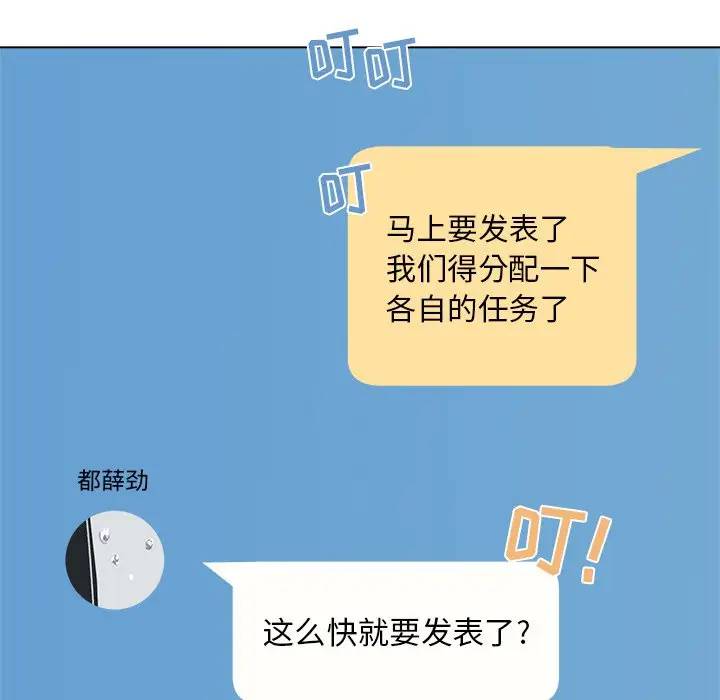 叮叮
叮
马上要发表了
我们得分配一下
各自的任务了
都薛劲
叮!
这么快就要发表了?